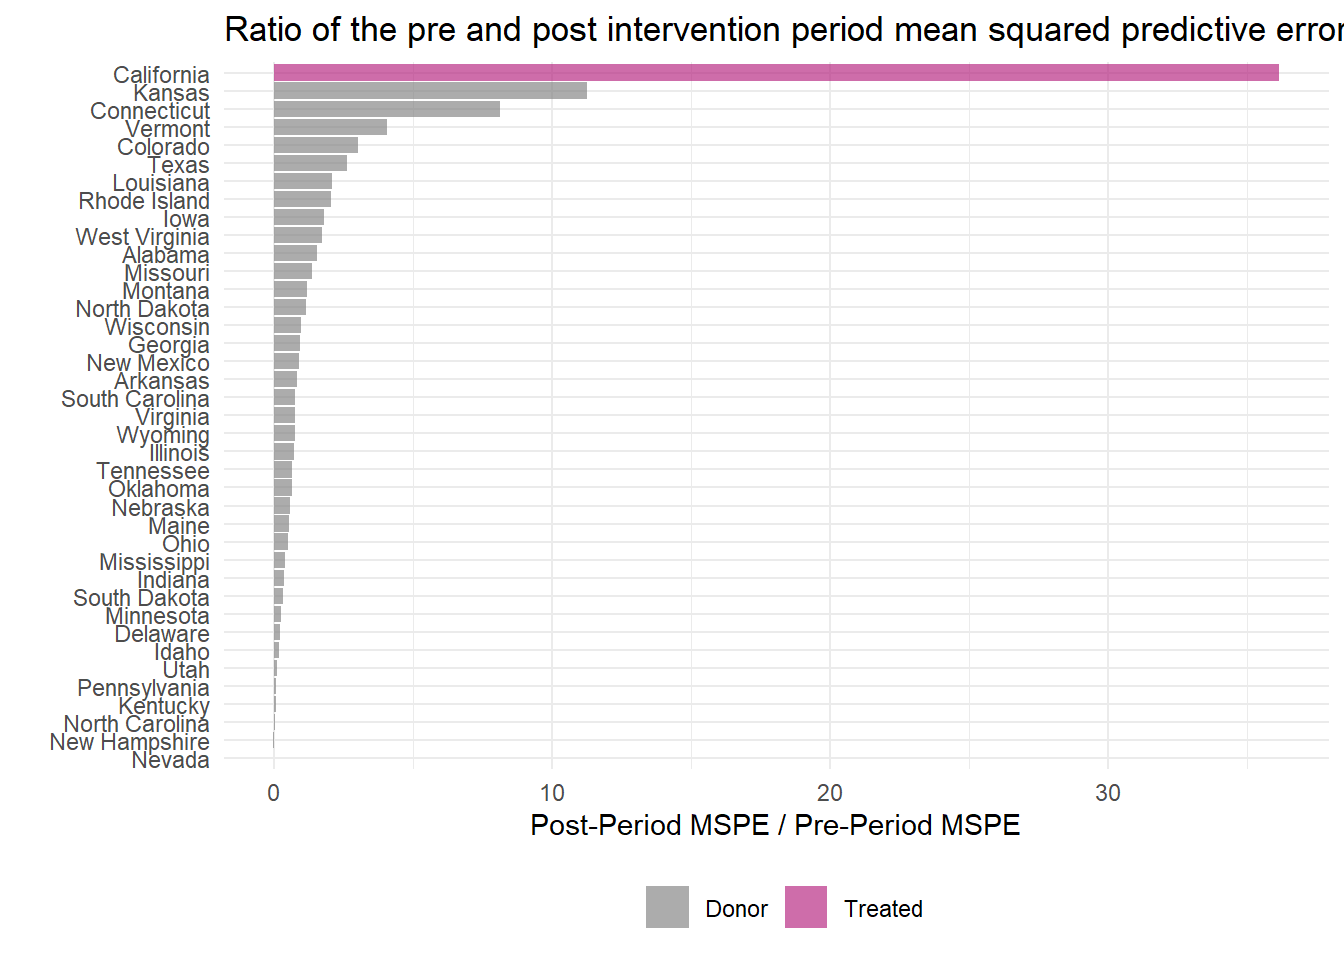 Ratio of the pre and post intervention period mean squared predictive error
California
Kansas
Connecticut
Vermont
Colorado
Texas
Louisiana
Rhode Island
Iowa
West Virginia
Alabama
Missouri
Montana
North Dakota
Wisconsin
Georgia
New Mexico
Arkansas
South Carolina
Virginia
Wyoming
Illinois
Tennessee
Oklahoma
Nebraska
Maine
Ohio
Mississippi
Indiana
South Dakota
Minnesota
Delaware
Idaho
Utah
Pennsylvania
Kentucky
North Carolina
New Hampshire
Nevada
0 10 20 30
Post-Period MSPE / Pre-Period MSPE
Donor Treated